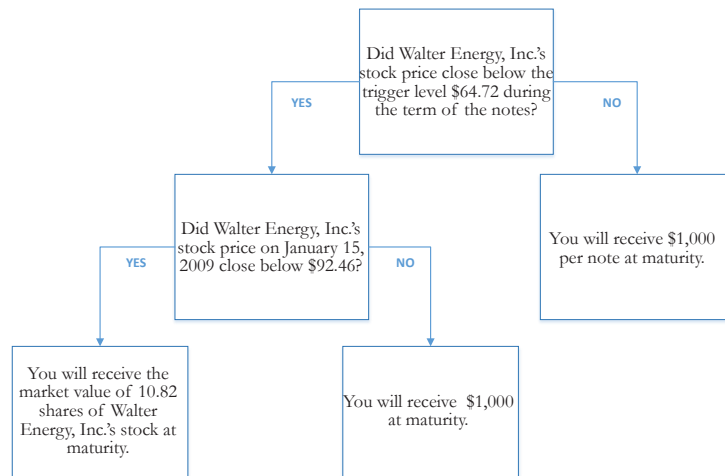 Did Walter Energy, Inc.'s
stock price close below the
trigger level $64.72 during
the term of the notes?
YES
NO
Did Walter Energy, Inc.'s
stock price on January 15,
2009 close below $92.46?
You will receive $1,000
per note at maturity.
YES
NO
You will receive the
market value of 10.82
shares of Walter
Energy, Inc.'s stock at
maturity.
You will receive $1,000
at maturity.